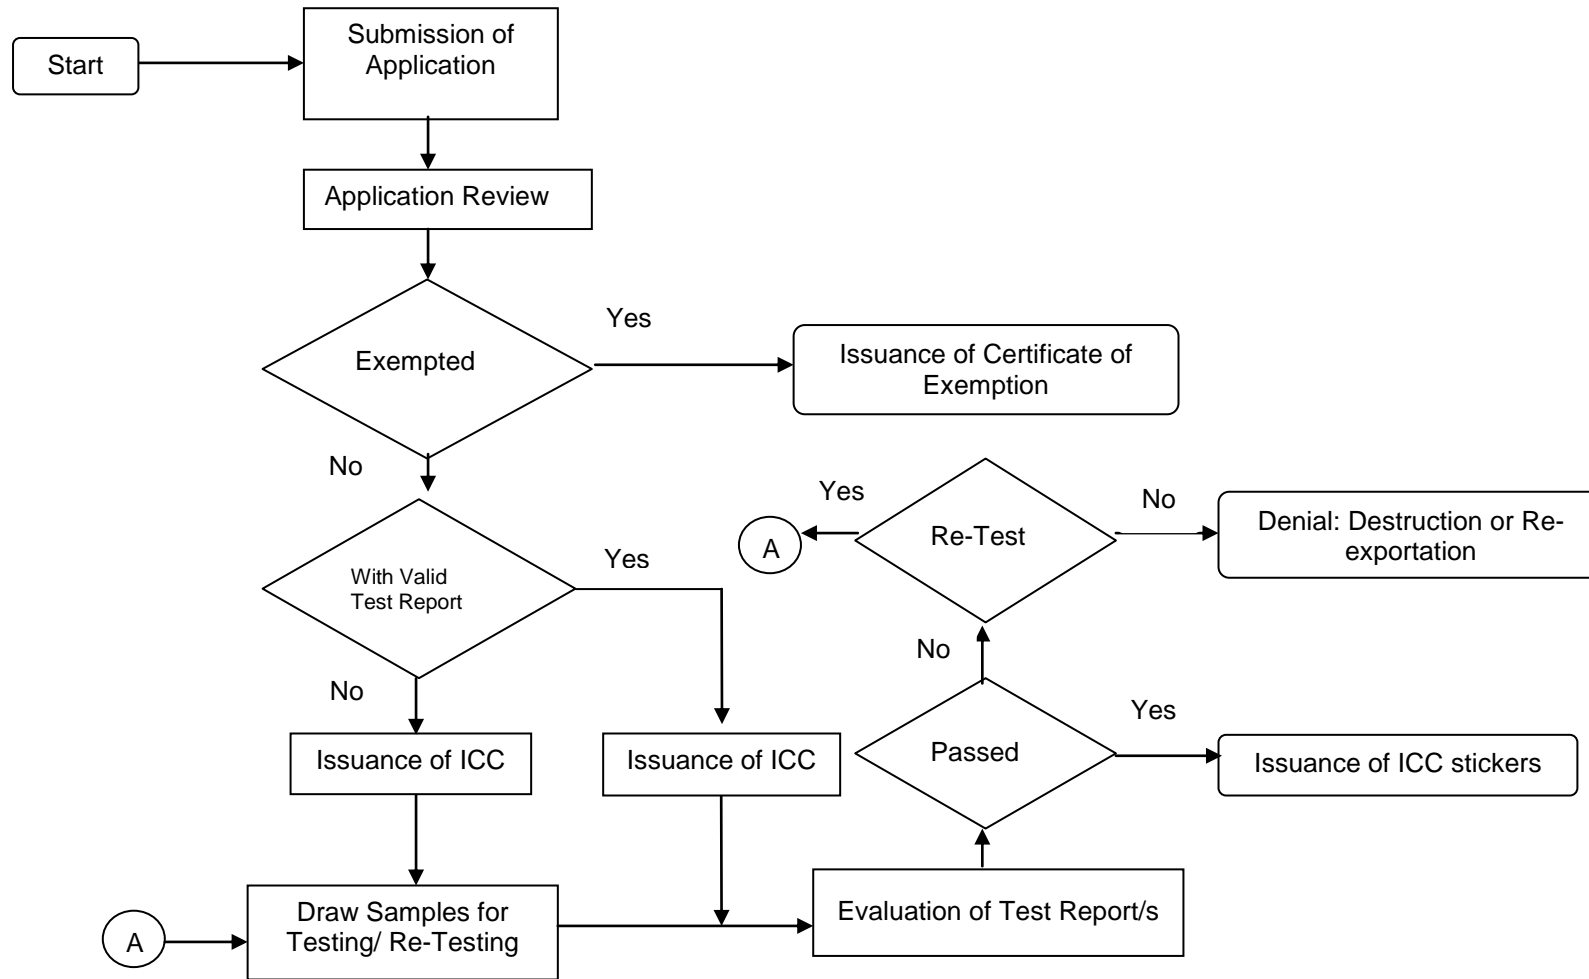 Start
Submission of
Application
Application Review
Exempted
Yes
Issuance of Certificate of
Exemption
No
With Valid
Test Report
Yes
No
Issuance of ICC
Issuance of ICC
A
Draw Samples for
Testing/ Re-Testing
Evaluation of Test Report/s
Passed
Yes
Issuance of ICC stickers
No
Re-Test
Yes
A
No
Denial: Destruction or Re-
exportation